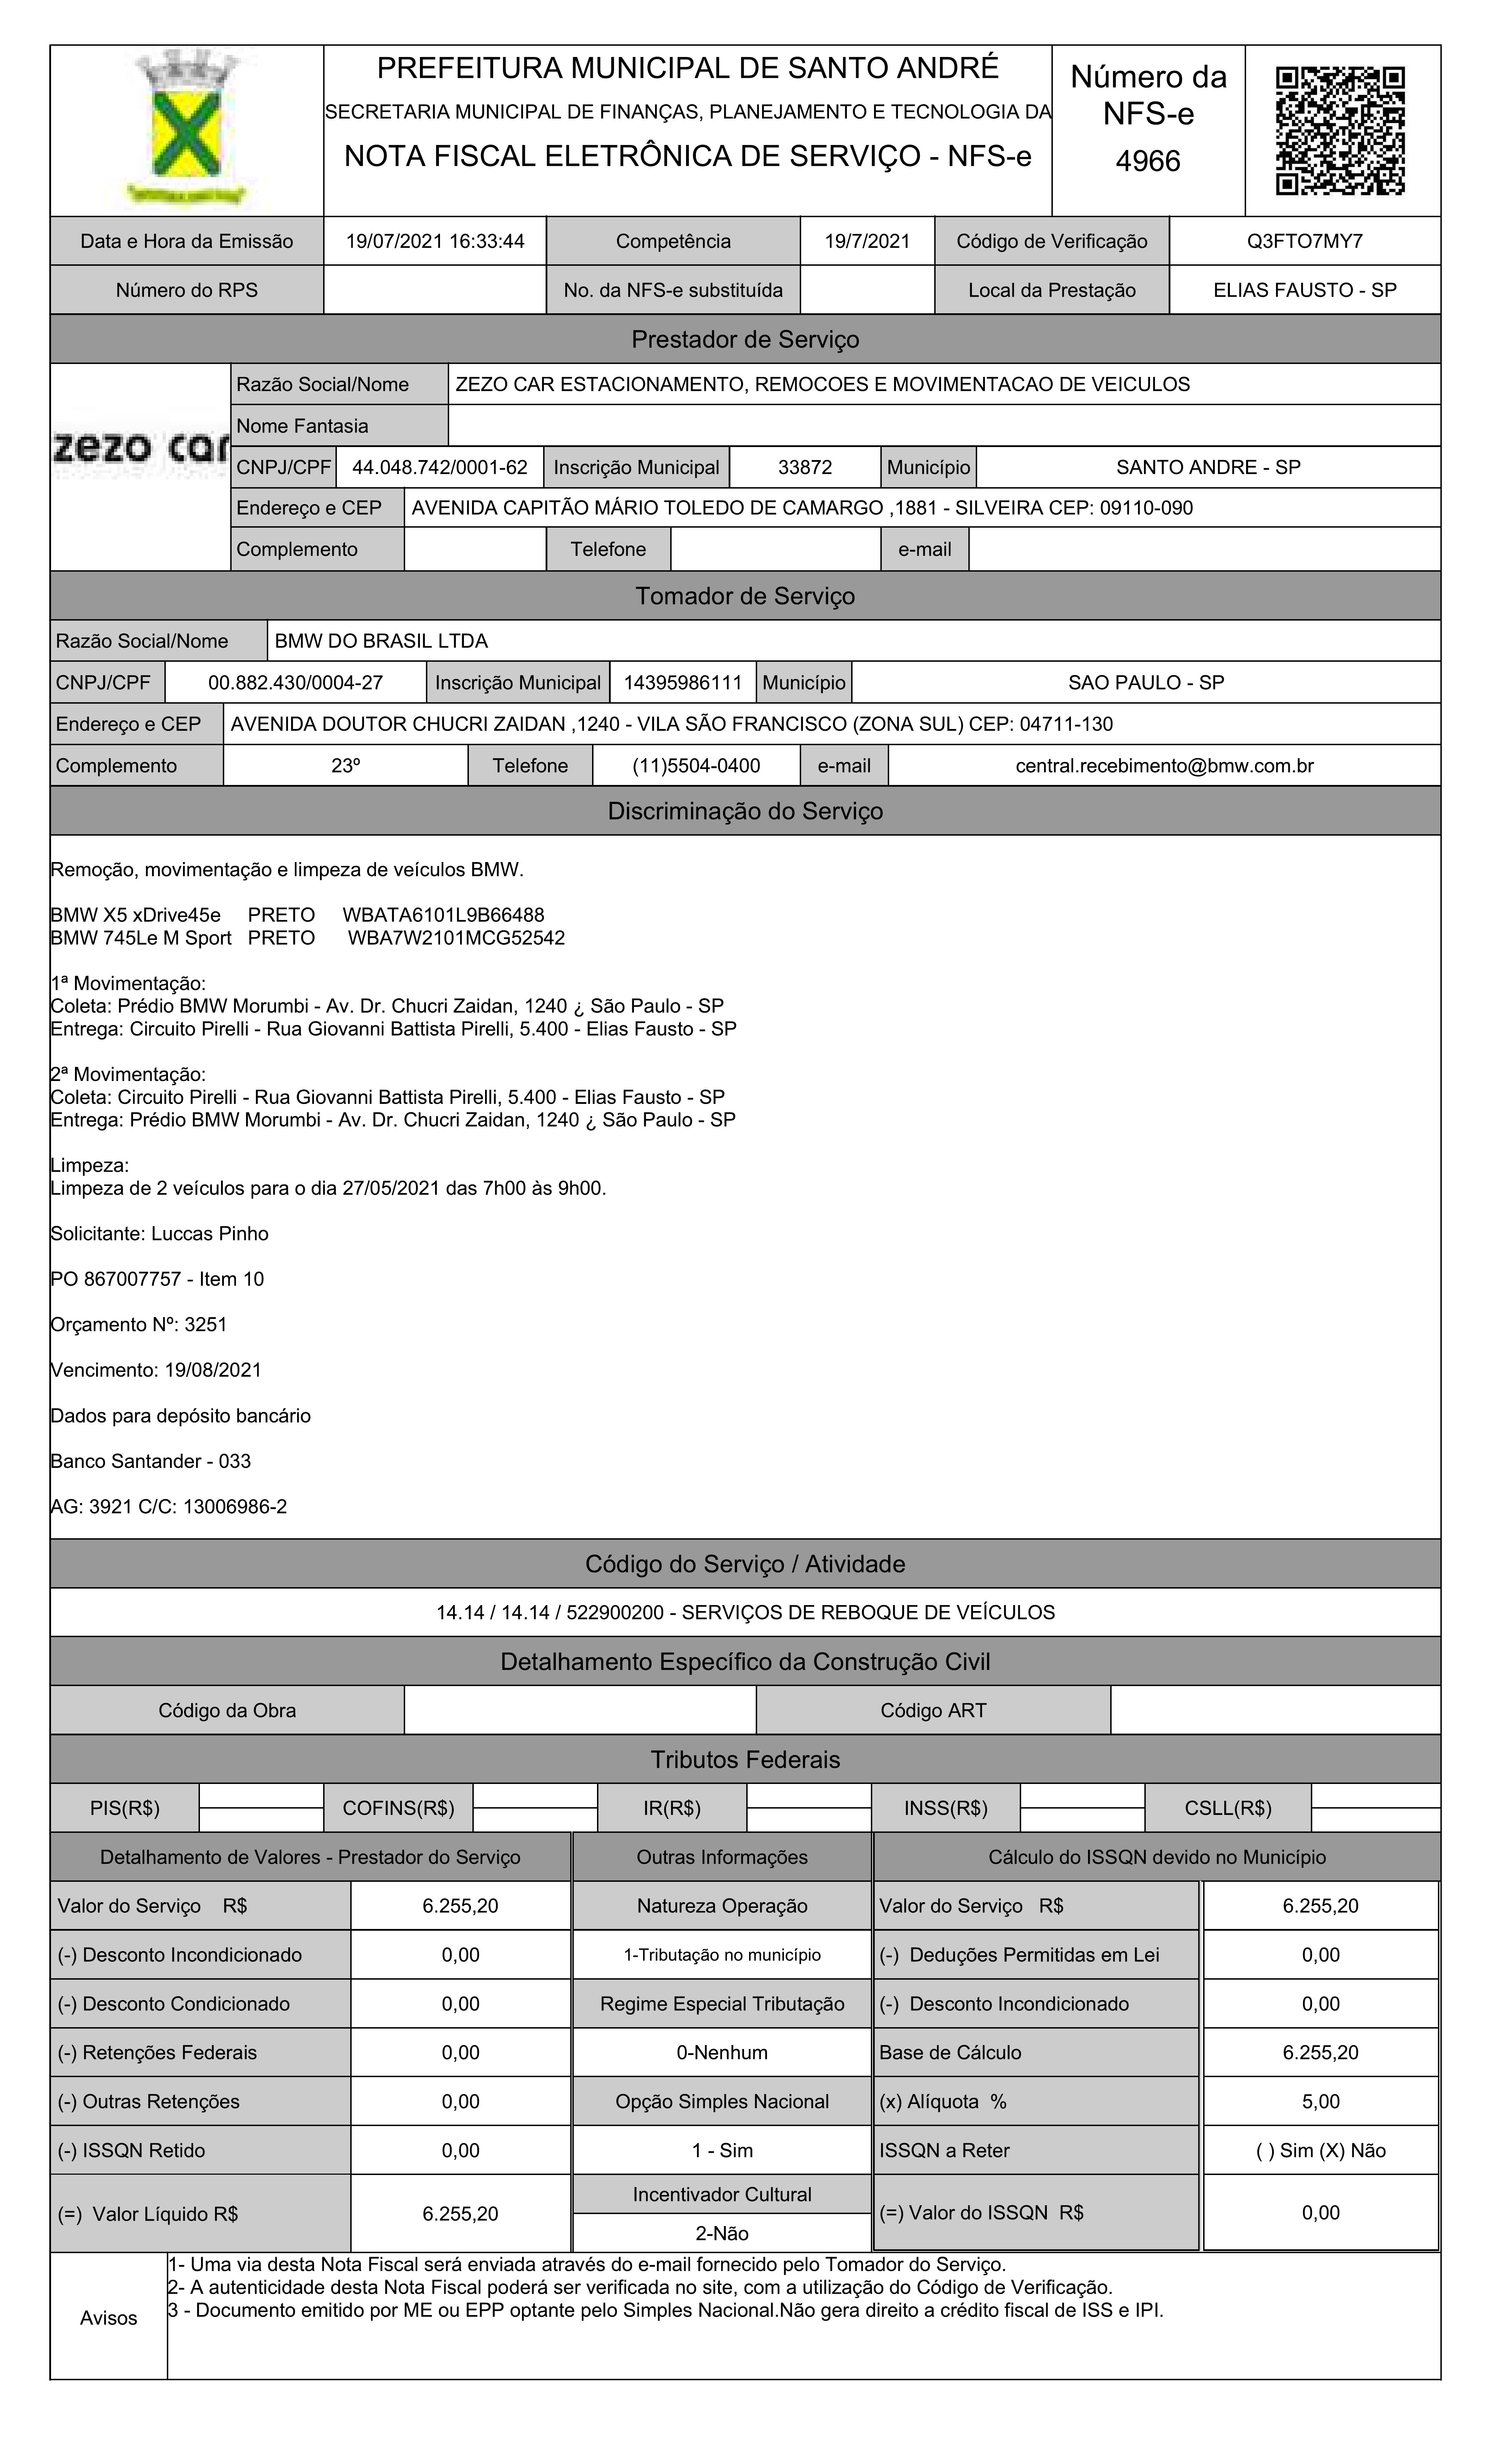 PREFEITURA MUNICIPAL DE SANTO ANDRÉ
SECRETARIA MUNICIPAL DE FINANÇAS, PLANEJAMENTO E TECNOLOGIA DA
NOTA FISCAL ELETRÔNICA DE SERVIÇO - NFS-e
Número da
NFS-e
4966
Data e Hora da Emissão 19/07/2021 16:33:44 Competência 19/7/2021 Código de Verificação Q3FTO7MY7
Número do RPS No. da NFS-e substituída Local da Prestação ELIAS FAUSTO - SP
Prestador de Serviço
zezo car
Razão Social/Nome ZEZO CAR ESTACIONAMENTO, REMOCOES E MOVIMENTACAO DE VEICULOS
Nome Fantasia
CNPJ/CPF 44.048.742/0001-62 Inscrição Municipal 33872 Município SANTO ANDRE - SP
Endereço e CEP AVENIDA CAPITÃO MÁRIO TOLEDO DE CAMARGO ,1881 - SILVEIRA CEP: 09110-090
Complemento Telefone e-mail
Tomador de Serviço
Razão Social/Nome BMW DO BRASIL LTDA
CNPJ/CPF 00.882.430/0004-27 Inscrição Municipal 14395986111 Município SAO PAULO - SP
Endereço e CEP AVENIDA DOUTOR CHUCRI ZAIDAN ,1240 - VILA SÃO FRANCISCO (ZONA SUL) CEP: 04711-130
Complemento 23º Telefone (11)5504-0400 e-mail central.recebimento@bmw.com.br
Discriminação do Serviço
Remoção, movimentação e limpeza de veículos BMW.
BMW X5 xDrive45e PRETO WBATA6101L9B66488
BMW 745Le M Sport PRETO WBA7W2101MCG52542
1ª Movimentação:
Coleta: Prédio BMW Morumbi - Av. Dr. Chucri Zaidan, 1240 ¿ São Paulo - SP
Entrega: Circuito Pirelli - Rua Giovanni Battista Pirelli, 5.400 - Elias Fausto - SP
2ª Movimentação:
Coleta: Circuito Pirelli - Rua Giovanni Battista Pirelli, 5.400 - Elias Fausto - SP
Entrega: Prédio BMW Morumbi - Av. Dr. Chucri Zaidan, 1240 ¿ São Paulo - SP
Limpeza:
Limpeza de 2 veículos para o dia 27/05/2021 das 7h00 às 9h00.
Solicitante: Luccas Pinho
PO 867007757 - Item 10
Orçamento Nº: 3251
Vencimento: 19/08/2021
Dados para depósito bancário
Banco Santander - 033
AG: 3921 C/C: 13006986-2
Código do Serviço / Atividade
14.14 / 14.14 / 522900200 - SERVIÇOS DE REBOQUE DE VEÍCULOS
Detalhamento Específico da Construção Civil
Código da Obra Código ART
Tributos Federais
PIS(R$) COFINS(R$) IR(R$) INSS(R$) CSLL(R$)
Detalhamento de Valores - Prestador do Serviço Outras Informações Cálculo do ISSQN devido no Município
Valor do Serviço R$ 6.255,20 Natureza Operação Valor do Serviço R$ 6.255,20
(-) Desconto Incondicionado 0,00 1-Tributação no município (-) Deduções Permitidas em Lei 0,00
(-) Desconto Condicionado 0,00 Regime Especial Tributação (-) Desconto Incondicionado 0,00
(-) Retenções Federais 0,00 0-Nenhum Base de Cálculo 6.255,20
(-) Outras Retenções 0,00 Opção Simples Nacional (x) Alíquota % 5,00
(-) ISSQN Retido 0,00 1 - Sim ISSQN a Reter ( ) Sim (X) Não
(=) Valor Líquido R$ 6.255,20 Incentivador Cultural (=) Valor do ISSQN R$ 0,00
2-Não
Avisos
1- Uma via desta Nota Fiscal será enviada através do e-mail fornecido pelo Tomador do Serviço.
2- A autenticidade desta Nota Fiscal poderá ser verificada no site, com a utilização do Código de Verificação.
3 - Documento emitido por ME ou EPP optante pelo Simples Nacional.Não gera direito a crédito fiscal de ISS e IPI.